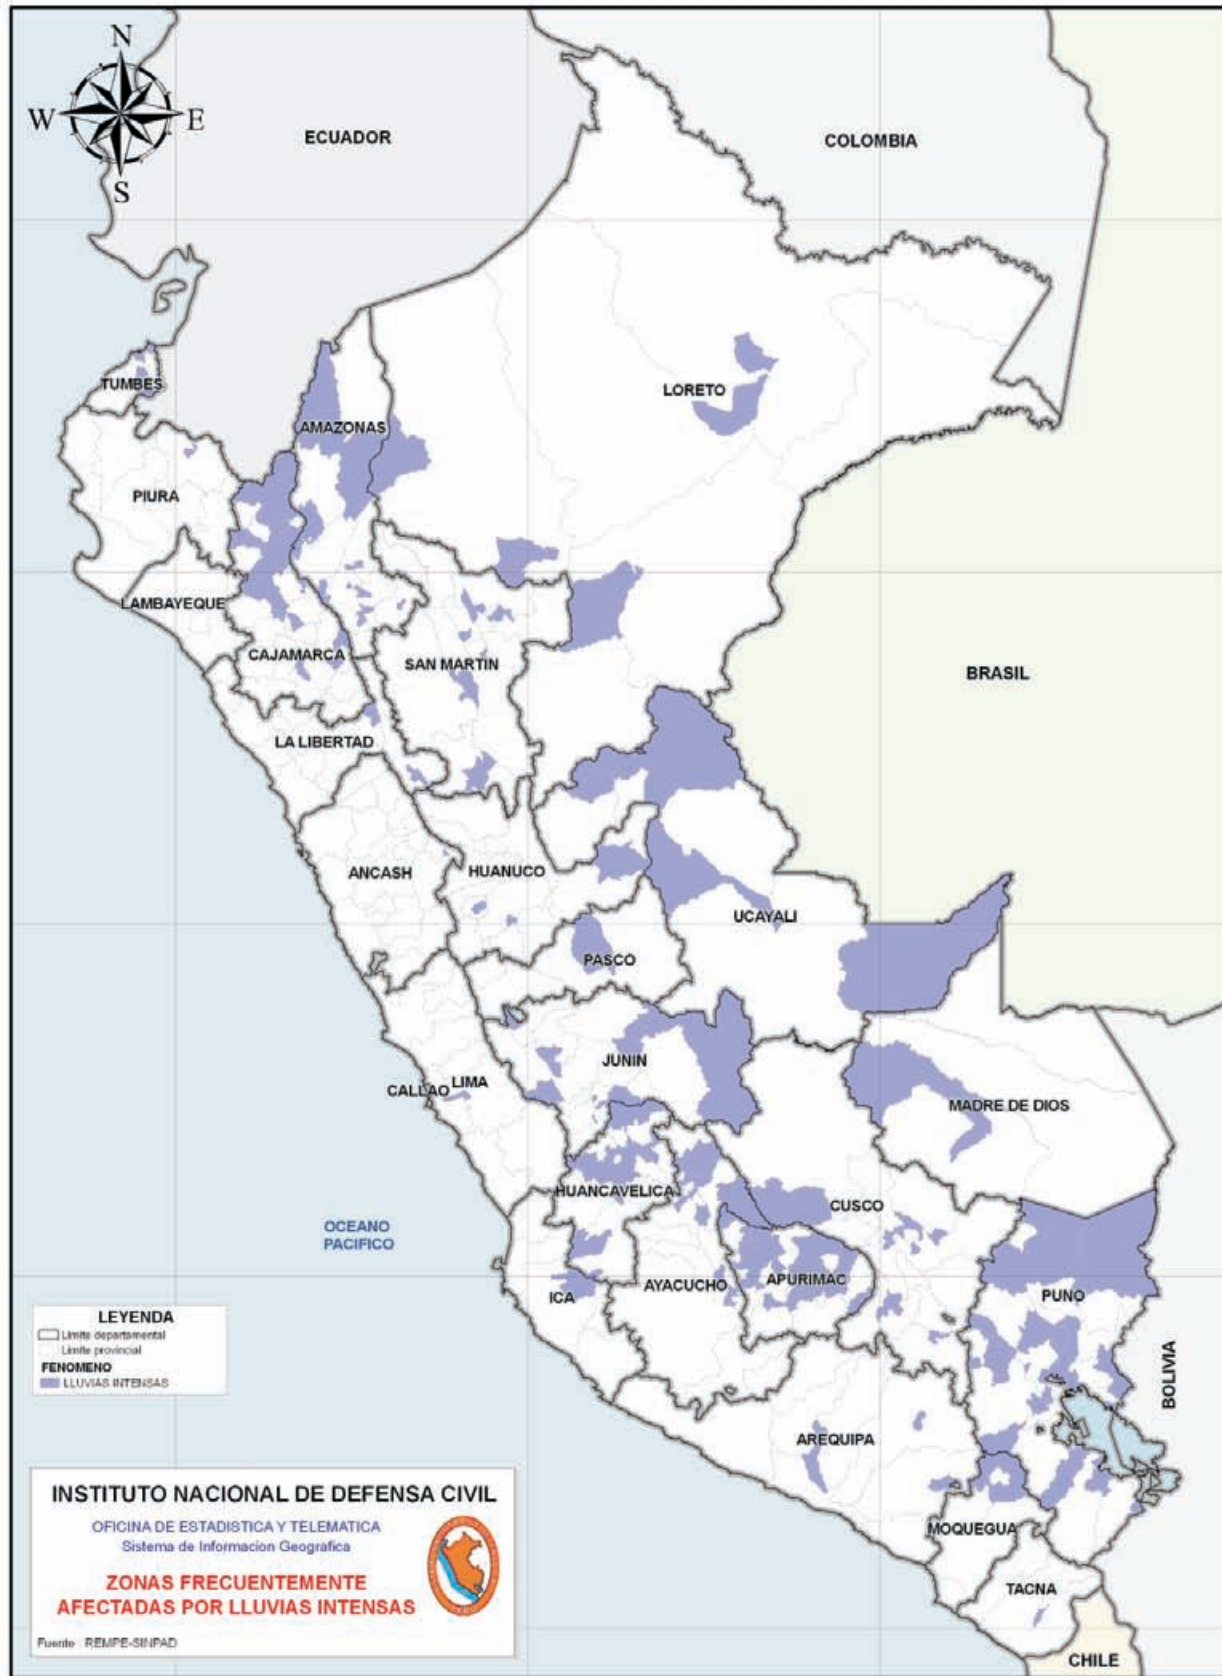 N
W
E
S
ECUADOR
COLOMBIA
TUMBES
LORETO
AMAZONAS
PIURA
LAMBAYEQUE
CAJAMARCA
SAN MARTIN
BRASIL
LA LIBERTAD
ANCASH
HUANUCO
UCAYALI
PASCO
JUNIN
CALLAO
LIMA
MADRE DE DIOS
HUANCAVELICA
CUSCO
OCEANO
PACIFICO
ICA
AYACUCHO
APURIMAC
PUNO
BOLIVIA
AREQUIPA
MOQUEGUA
TACNA
CHILE
LEYENDA
Limite departamental
Limite provincial
FENOMENO
LLUVIAS INTENSAS
INSTITUTO NACIONAL DE DEFENSA CIVIL
OFICINA DE ESTADISTICA Y TELEMATICA
Sistema de Informacion Geografica
ZONAS FRECUENTEMENTE
AFECTADAS POR LLUVIAS INTENSAS
Fuente : REMPE-SINPAD